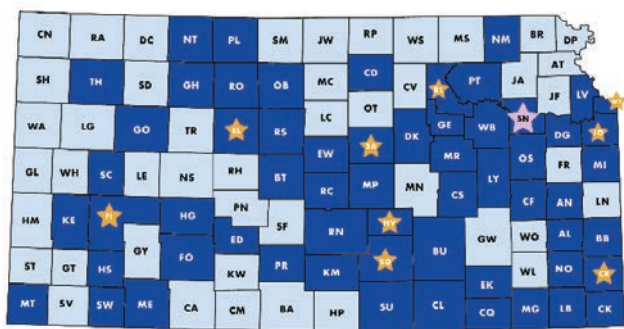 CN RA DC NT PL SM JW RP WS MS NM BR DP
SH TH SD GH RO OB MC CD CV RL PT JA AT
LC OT JF LV
WA LG GO TR EL RS SA DK GE WB SN DG JO
EW MR OS FR MI
GL WH SC LE NS RH BT RC MP MN CS LY
HM KE FI HG PN SF RN HV CF AN LN
GY ED GW WO AL BB
ST GT HS FO KW PR KM SG BU WL NO CR
EK
MT SV SW ME CA CM BA HP SU CL CQ MG LB CK